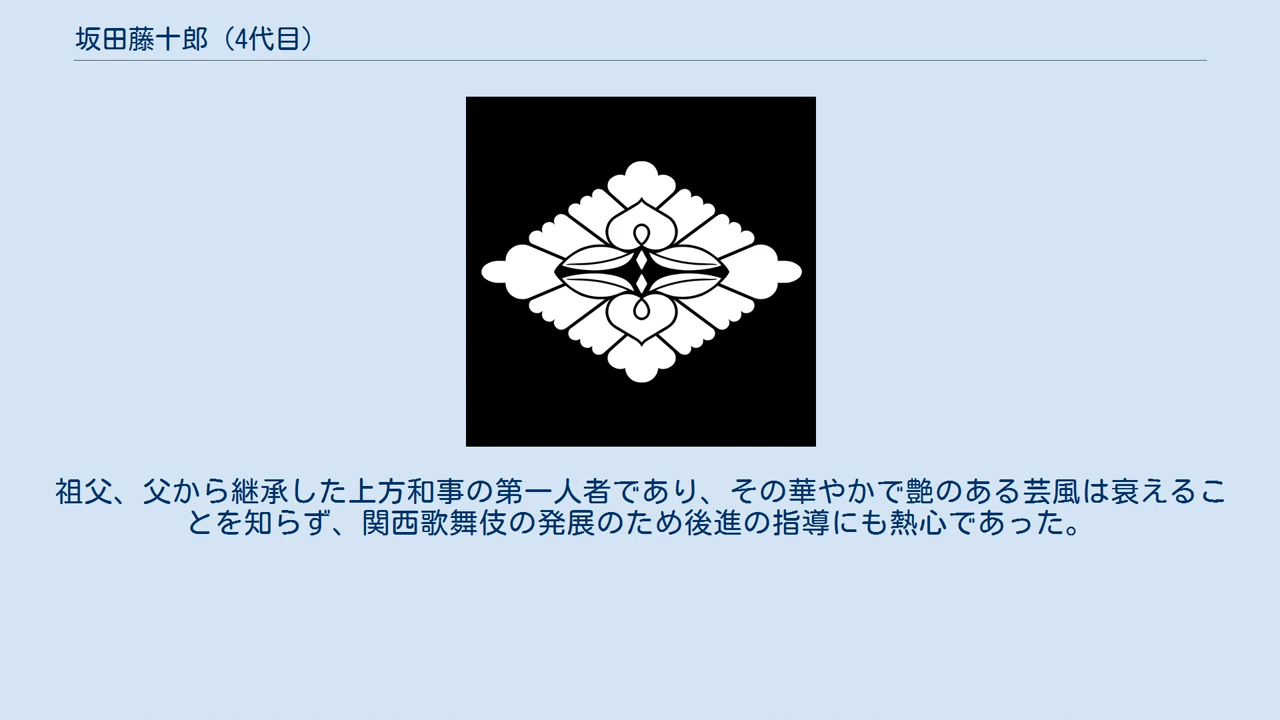 坂田藤十郎（4代目）
祖父、父から継承した上方和事の第一人者であり、その華やかで艶のある芸風は衰えるこ
とを知らず、関西歌舞伎の発展のため後進の指導にも熱心であった。